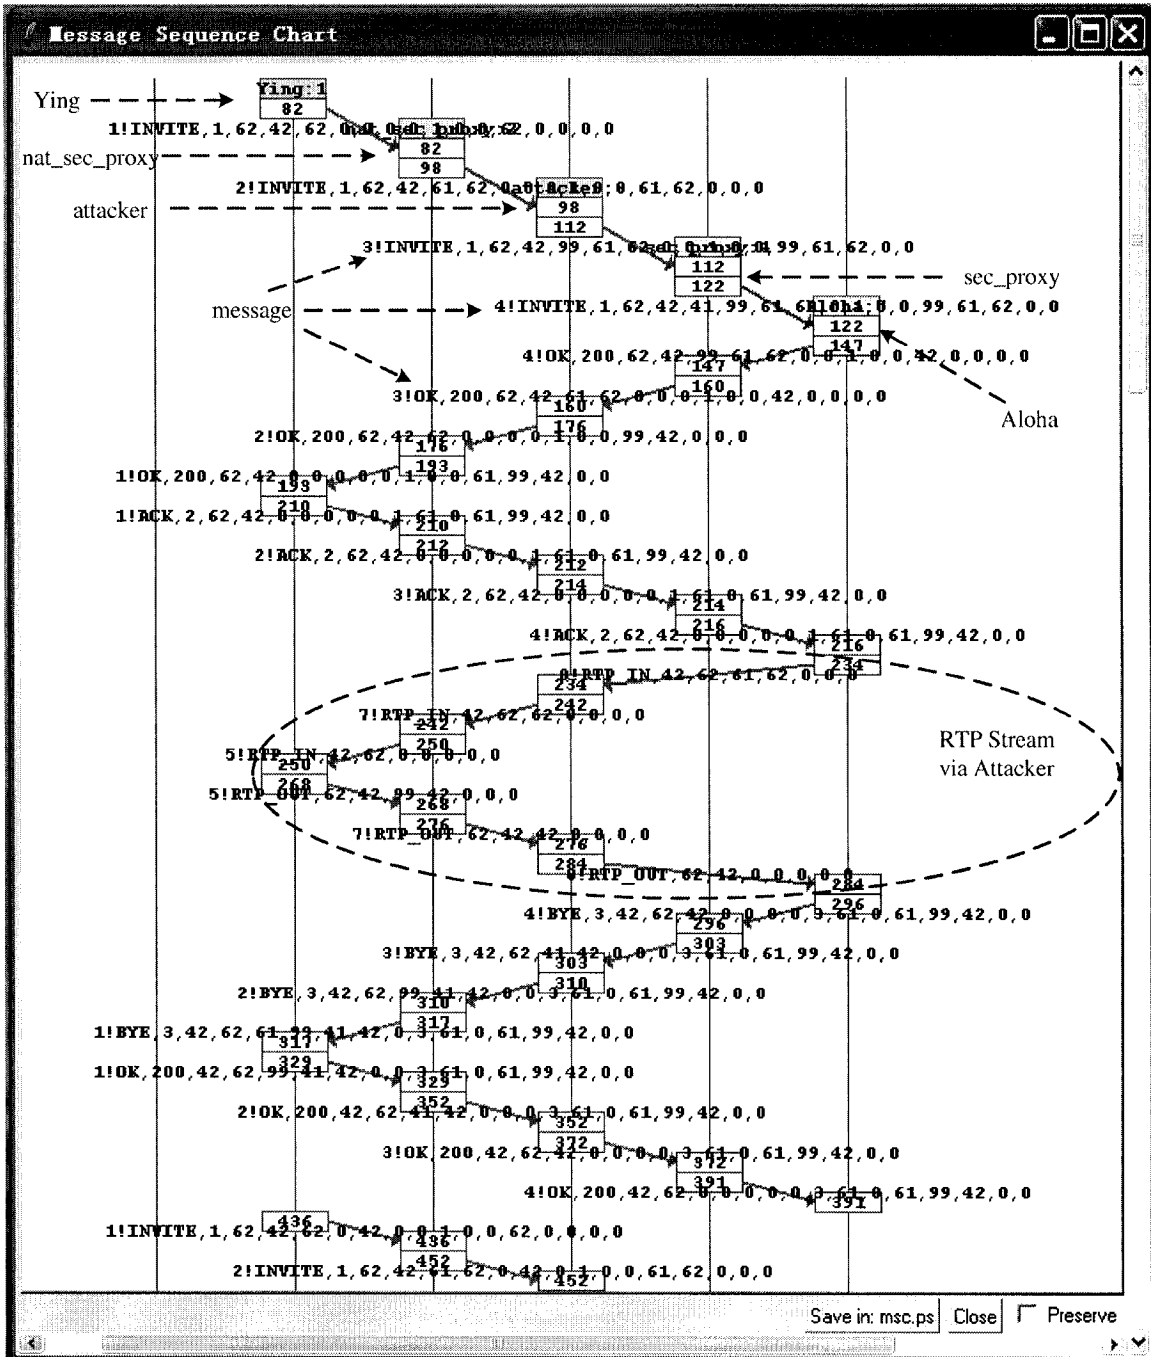 Message Sequence Chart
Ying
Ying:1
82
1!INVITE,1,62,42,62,
,62,0,0,0,0
nat_sec_proxy
82
98
2!INVITE,1,62,42,61,62,
,61,62,0,0,0
attacker
98
112
3!INVITE,1,62,42,99,61,
,99,61,62,0,0
112
122
sec_proxy
message
4!INVITE,1,62,42,41,99,61,
,0,99,61,62,0,0
122
147
4!OK,200,62,42,99,61,62,0,0,1,0,0,42,0,0,0,0
147
160
3!OK,200,62,42,61,62,0,0,0,1,0,0,42,0,0,0,0
Aloha
160
176
2!OK,200,62,42,62,0,0,0,0,1,0,0,99,42,0,0,0
176
193
1!OK,200,62,42,0,0,0,0,0,1,0,0,61,99,42,0,0
193
210
1!ACK,2,62,42,0,0,0,0,0,1,61,0,61,99,42,0,0
210
212
2!ACK,2,62,42,0,0,0,0,0,1,61,0,61,99,42,0,0
212
214
3!ACK,2,62,42,0,0,0,0,0,1,61,0,61,99,42,0,0
214
216
4!ACK,2,62,42,0,0,0,0,0,1,61,0,61,99,42,0,0
216
234
!RTP_IN,42,62,61,62,0,0,0
234
242
7!RTP_IN,42,62,62,0,0,0,0
242
250
RTP Stream
via Attacker
5!RTP_IN,42,62,0,0,0,0,0
250
268
5!RTP_OUT,62,42,99,42,0,0,0
268
276
7!RTP_OUT,62,42,42,0,0,0,0
276
284
!RTP_OUT,62,42,0,0,0,0,0
284
296
4!BYE,3,42,62,42,0,0,0,0,3,61,0,61,99,42,0,0
296
303
3!BYE,3,42,62,41,42,0,0,0,3,61,0,61,99,42,0,0
303
310
2!BYE,3,42,62,99,41,42,0,0,3,61,0,61,99,42,0,0
310
317
1!BYE,3,42,62,61,99,41,42,0,3,61,0,61,99,42,0,0
317
329
1!OK,200,42,62,99,41,42,0,0,3,61,0,61,99,42,0,0
329
352
2!OK,200,42,62,41,42,0,0,0,3,61,0,61,99,42,0,0
352
372
3!OK,200,42,62,42,0,0,0,0,3,61,0,61,99,42,0,0
372
391
4!OK,200,42,62,0,0,0,0,0,3,61,0,61,99,42,0,0
391
436
1!INVITE,1,62,42,62,0,42,0,0,1,0,0,62,0,0,0,0
436
452
2!INVITE,1,62,42,61,62,0,42,0,1,0,0,61,62,0,0,0
452
Save in: msc.ps
Close
Preserve